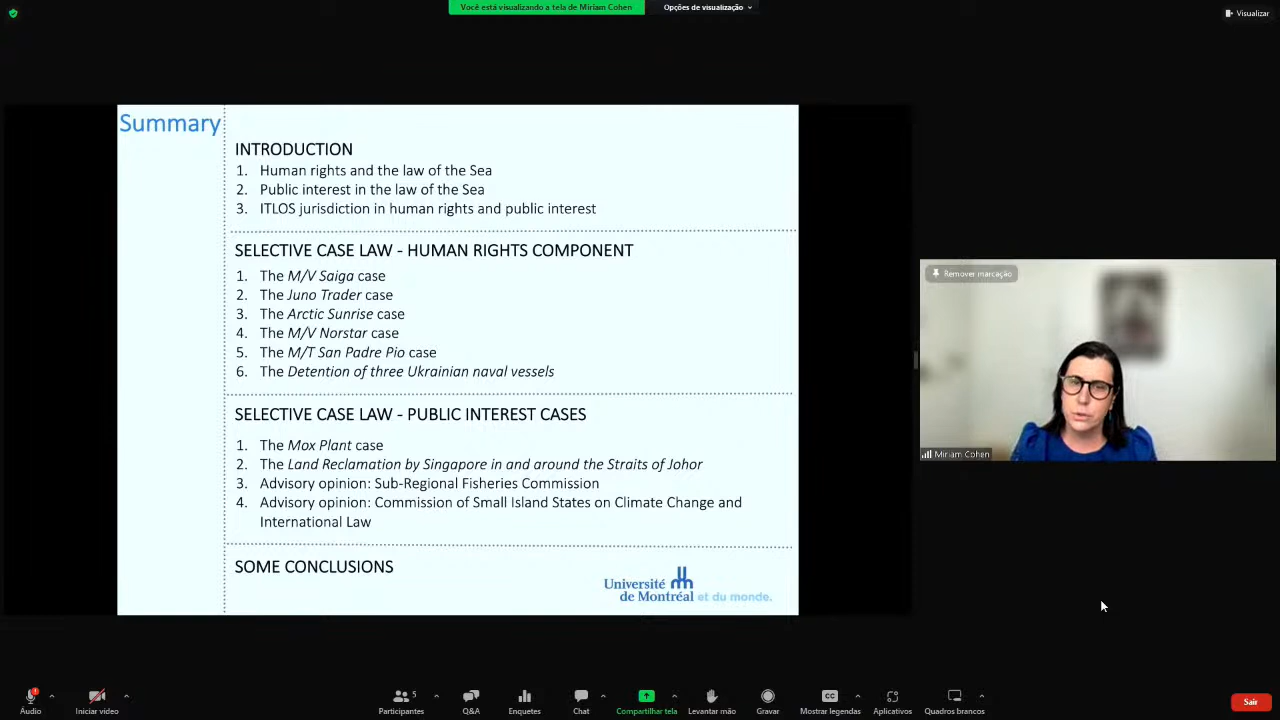 Você está visualizando a tela de Miriam Cohen
Opções de visualização
Visualizar
Summary
INTRODUCTION
1. Human rights and the law of the Sea
2. Public interest in the law of the Sea
3. ITLOS jurisdiction in human rights and public interest
SELECTIVE CASE LAW - HUMAN RIGHTS COMPONENT
1. The M/V Saiga case
2. The Juno Trader case
3. The Arctic Sunrise case
4. The M/V Norstar case
5. The M/T San Padre Pio case
6. The Detention of three Ukrainian naval vessels
SELECTIVE CASE LAW - PUBLIC INTEREST CASES
1. The Mox Plant case
2. The Land Reclamation by Singapore in and around the Straits of Johor
3. Advisory opinion: Sub-Regional Fisheries Commission
4. Advisory opinion: Commission of Small Island States on Climate Change and
International Law
SOME CONCLUSIONS
Université
de Montréal et du monde.
Remover marcação
Miriam Cohen
Áudio
Iniciar vídeo
Participantes
5
Q&A
Enquetes
Chat
Compartilhar tela
Levantar mão
Gravar
CC
Mostrar legendas
Aplicativos
Quadros brancos
Sair